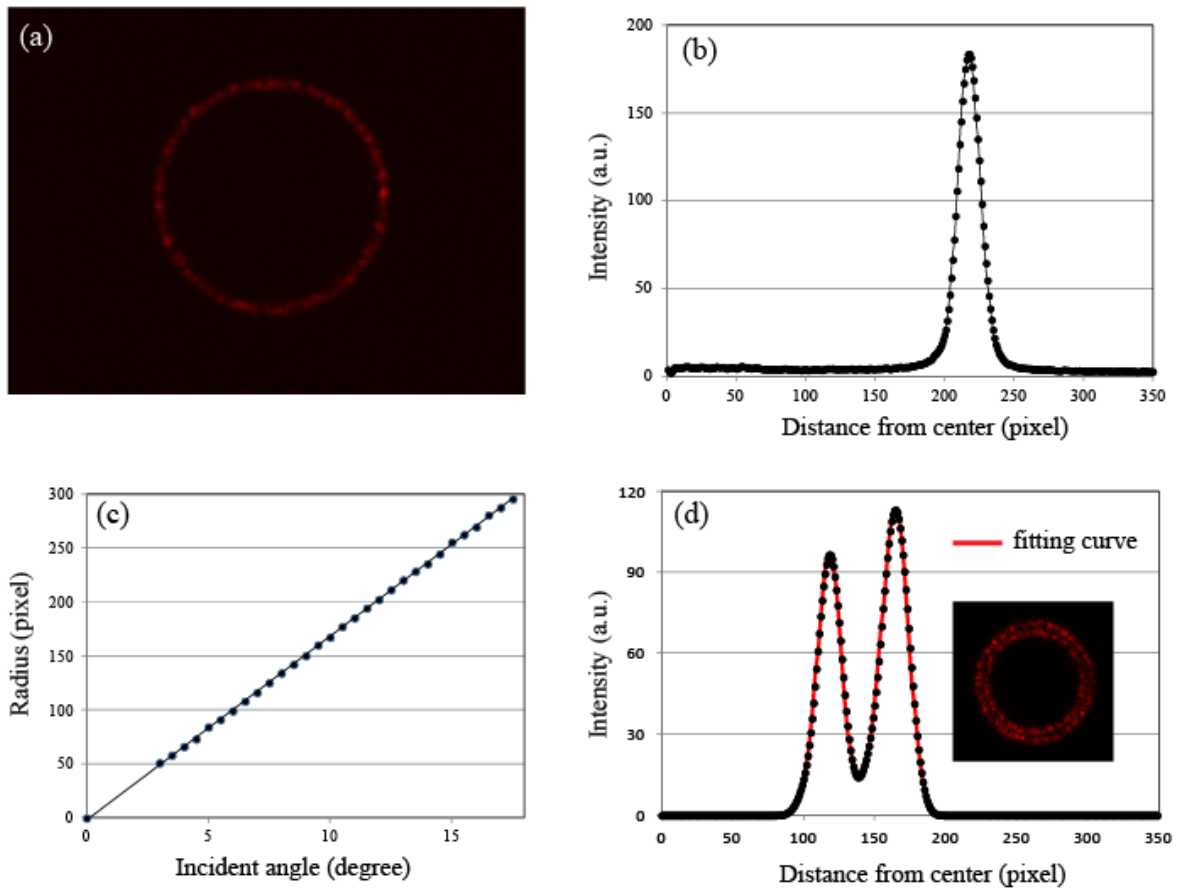 (a)
(b)
200
150
100
50
0
Intensity (a.u.)
0 50 100 150 200 250 300 350
Distance from center (pixel)
(c)
300
250
200
150
100
50
0
Radius (pixel)
0 5 10 15
Incident angle (degree)
(d)
120
90
60
30
0
Intensity (a.u.)
fitting curve
0 50 100 150 200 250 300 350
Distance from center (pixel)